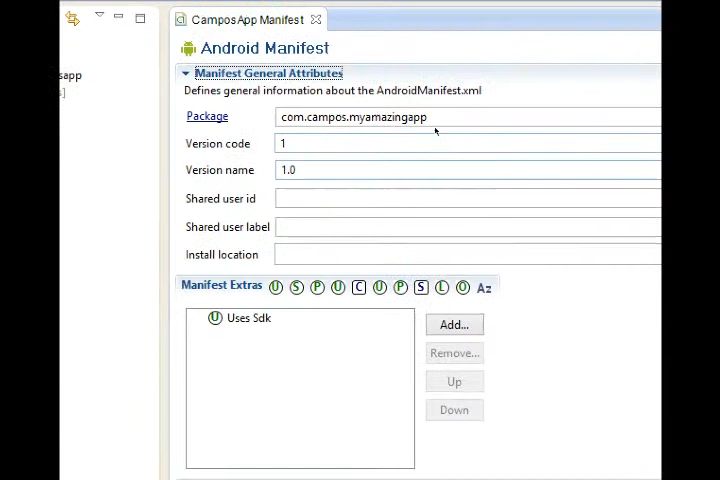 CamposApp Manifest
sapp
s]
Android Manifest
Manifest General Attributes
Defines general information about the AndroidManifest.xml
Package com.campos.myamazingapp
Version code 1
Version name 1.0
Shared user id
Shared user label
Install location
Manifest Extras U S P U C U P S L O Az
U Uses Sdk
Add...
Remove...
Up
Down